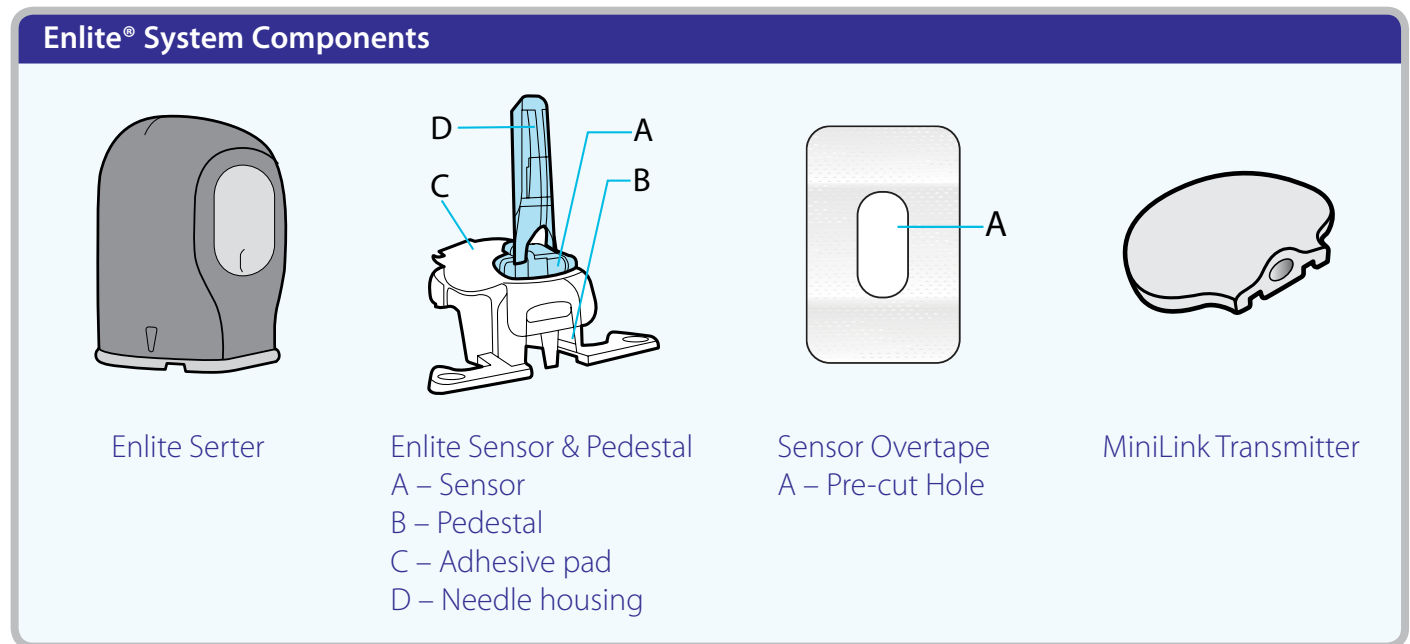 Enlite® System Components
D
A
C
B
A
Enlite Serter
Enlite Sensor & Pedestal
A – Sensor
B – Pedestal
C – Adhesive pad
D – Needle housing
Sensor Overtape
A – Pre-cut Hole
MiniLink Transmitter